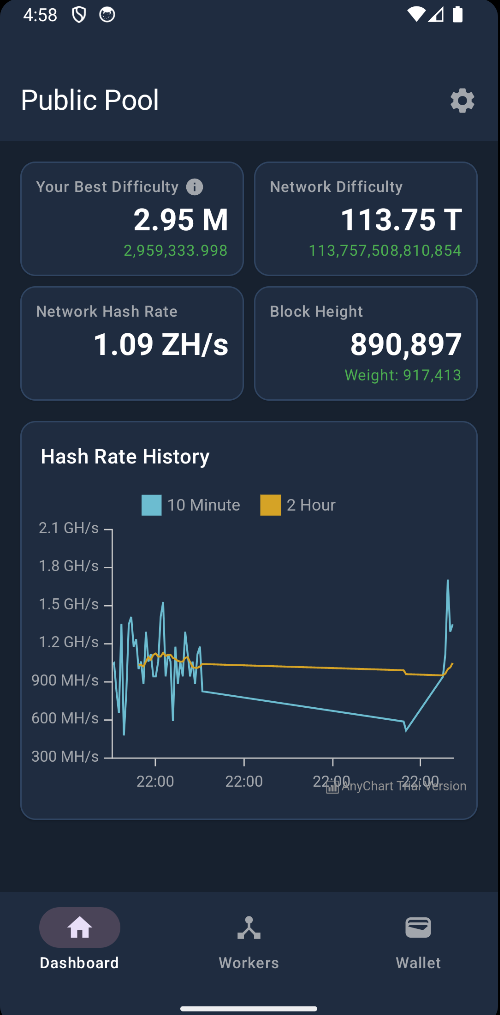 4:58
Public Pool
Your Best Difficulty
2.95 M
2,959,333.998
Network Difficulty
113.75 T
113,757,508,810,854
Network Hash Rate
1.09 ZH/s
Block Height
890,897
Weight: 917,413
Hash Rate History
10 Minute 2 Hour
2.1 GH/s
1.8 GH/s
1.5 GH/s
1.2 GH/s
900 MH/s
600 MH/s
300 MH/s
22:00 22:00 22:00 22:00
AnyChart Trial Version
Dashboard Workers Wallet